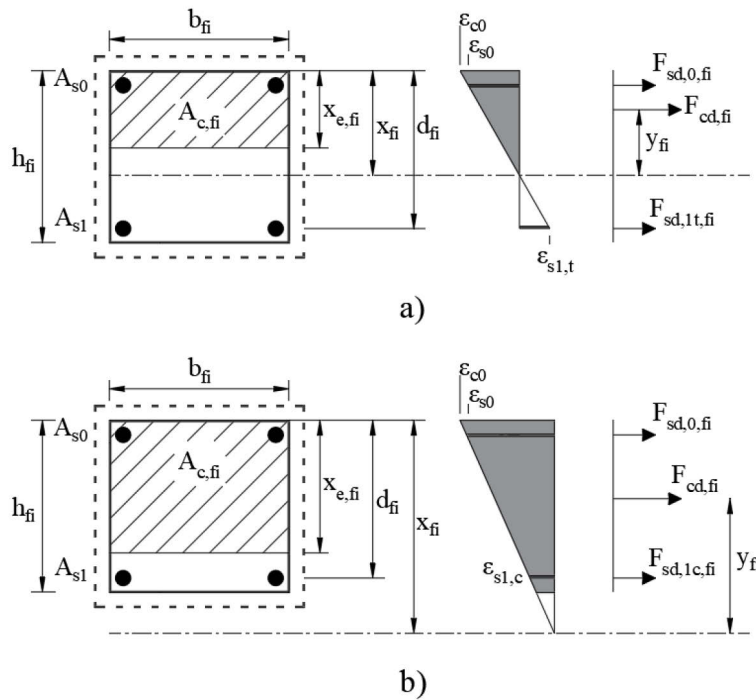 b_fi
ε_c0
ε_s0
A_s0
F_sd,0,fi
A_c,fi
x_e,fi
x_fi
d_fi
F_cd,fi
y_fi
h_fi
A_s1
F_sd,1t,fi
ε_s1,t
a)
b_fi
ε_c0
ε_s0
A_s0
F_sd,0,fi
A_c,fi
x_e,fi
d_fi
x_fi
F_cd,fi
h_fi
A_s1
ε_s1,c
F_sd,1c,fi
y_f
b)